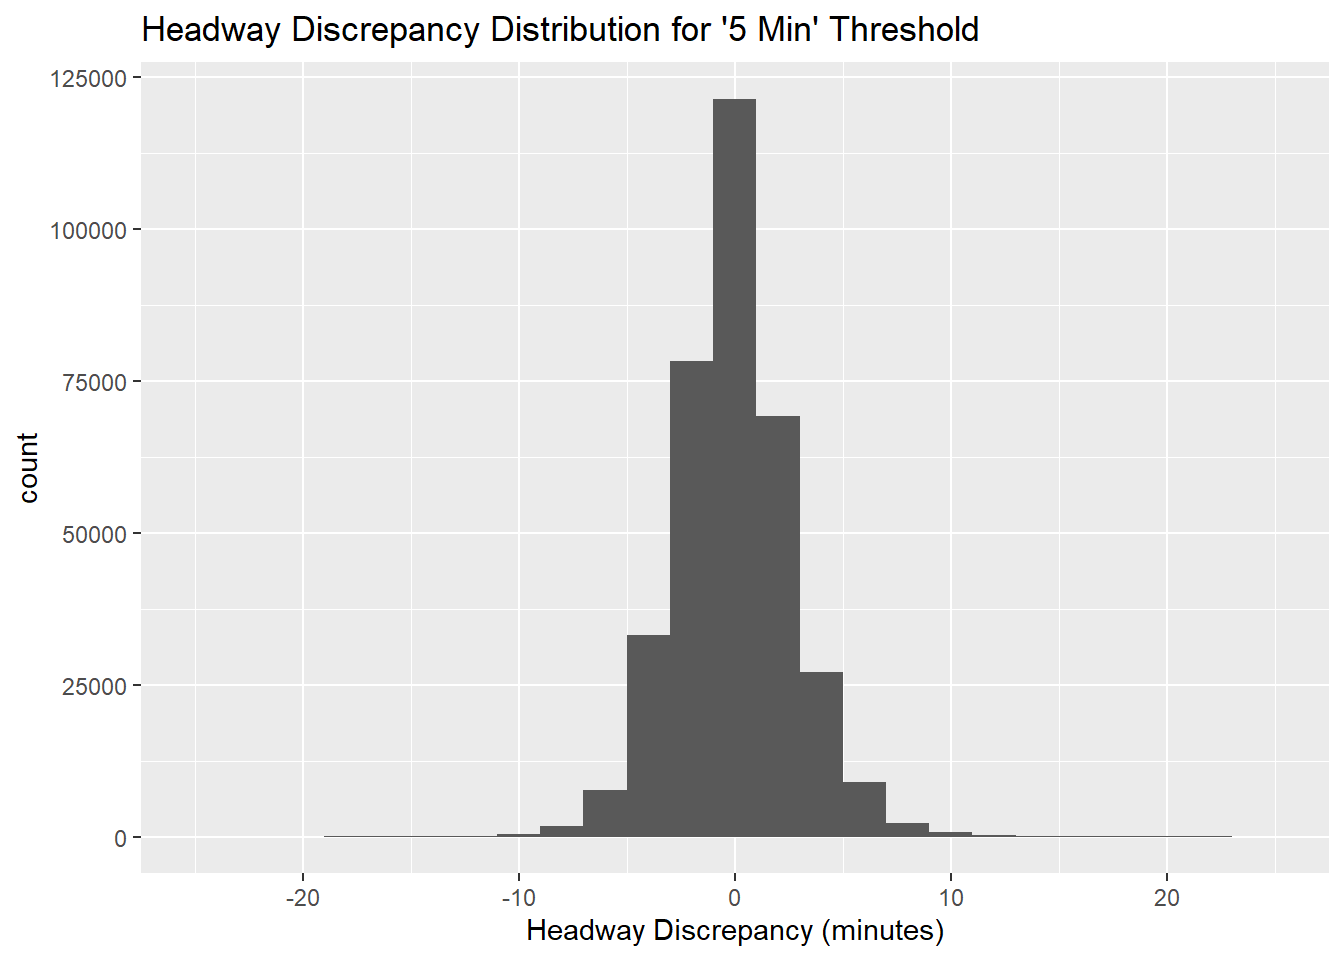 Headway Discrepancy Distribution for '5 Min' Threshold
125000
100000
75000
50000
25000
0
count
-20 -10 0 10 20
Headway Discrepancy (minutes)